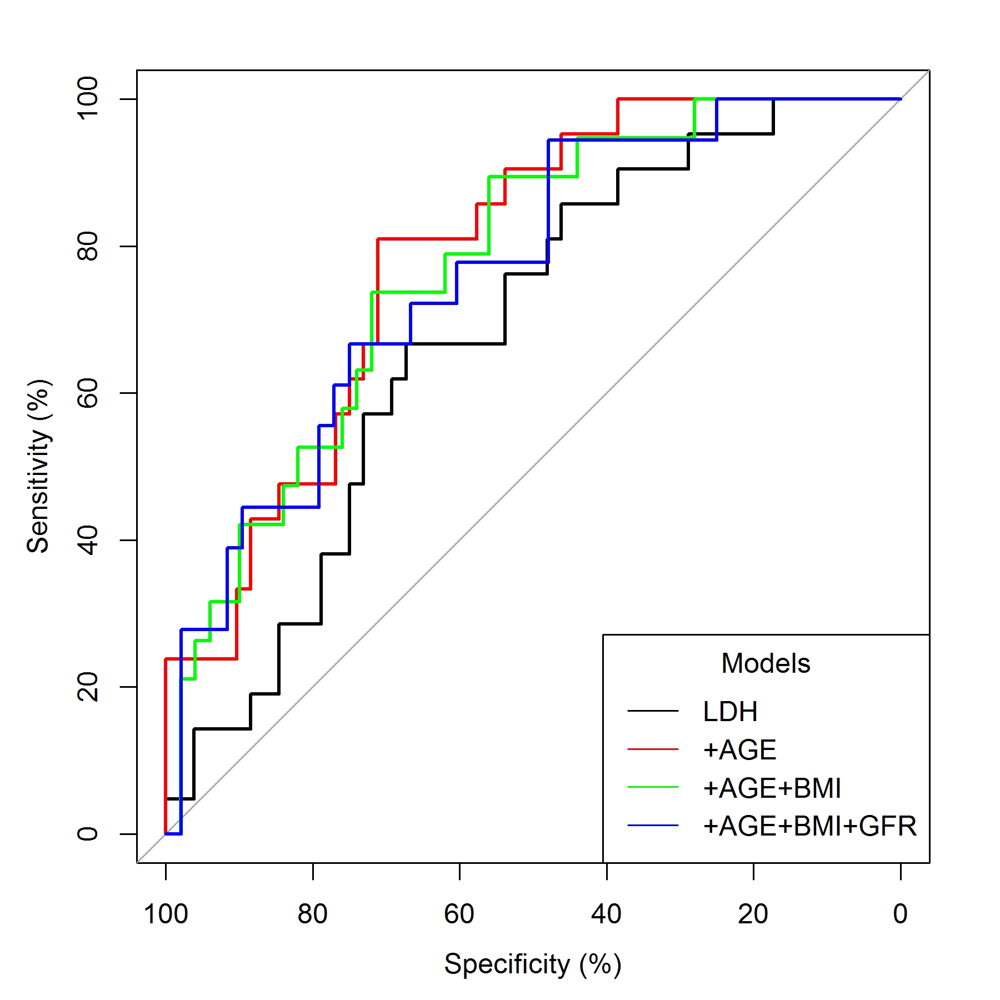 Sensitivity (%)
100
80
60
40
20
0
Models
LDH
+AGE
+AGE+BMI
+AGE+BMI+GFR
100 80 60 40 20 0
Specificity (%)